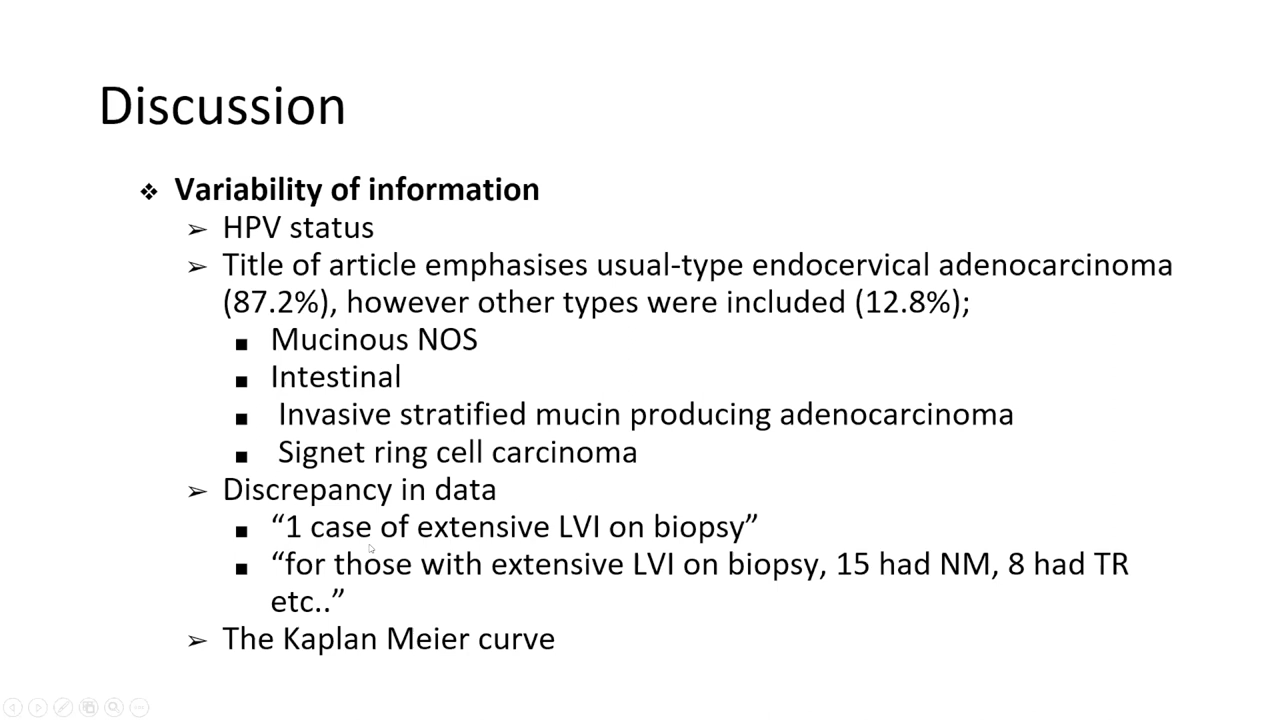 Discussion
❖ Variability of information
➢ HPV status
➢ Title of article emphasises usual-type endocervical adenocarcinoma
(87.2%), however other types were included (12.8%);
■ Mucinous NOS
■ Intestinal
■ Invasive stratified mucin producing adenocarcinoma
■ Signet ring cell carcinoma
➢ Discrepancy in data
■ “1 case of extensive LVI on biopsy”
■ “for those with extensive LVI on biopsy, 15 had NM, 8 had TR
etc..”
➢ The Kaplan Meier curve